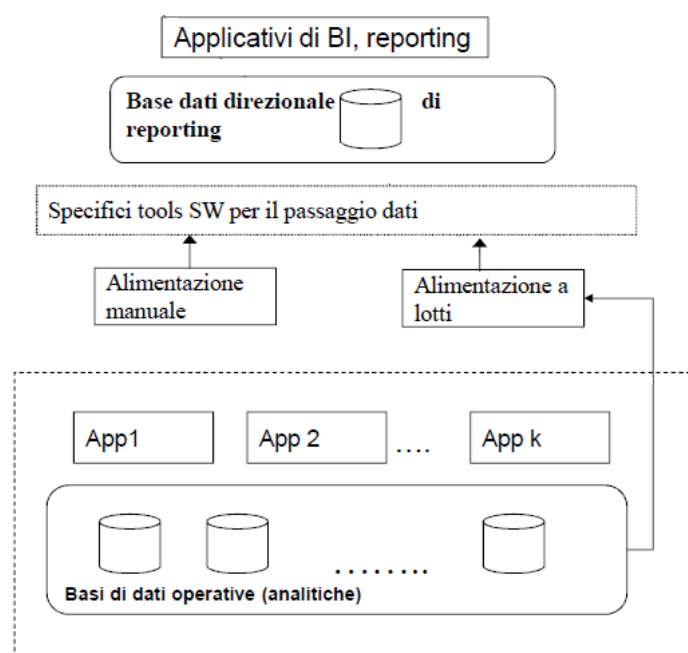 Applicativi di BI, reporting
Base dati direzionale di
reporting
Specifici tools SW per il passaggio dati
Alimentazione
manuale
Alimentazione a
lotti
App1
App 2
....
App k
........
Basi di dati operative (analitiche)